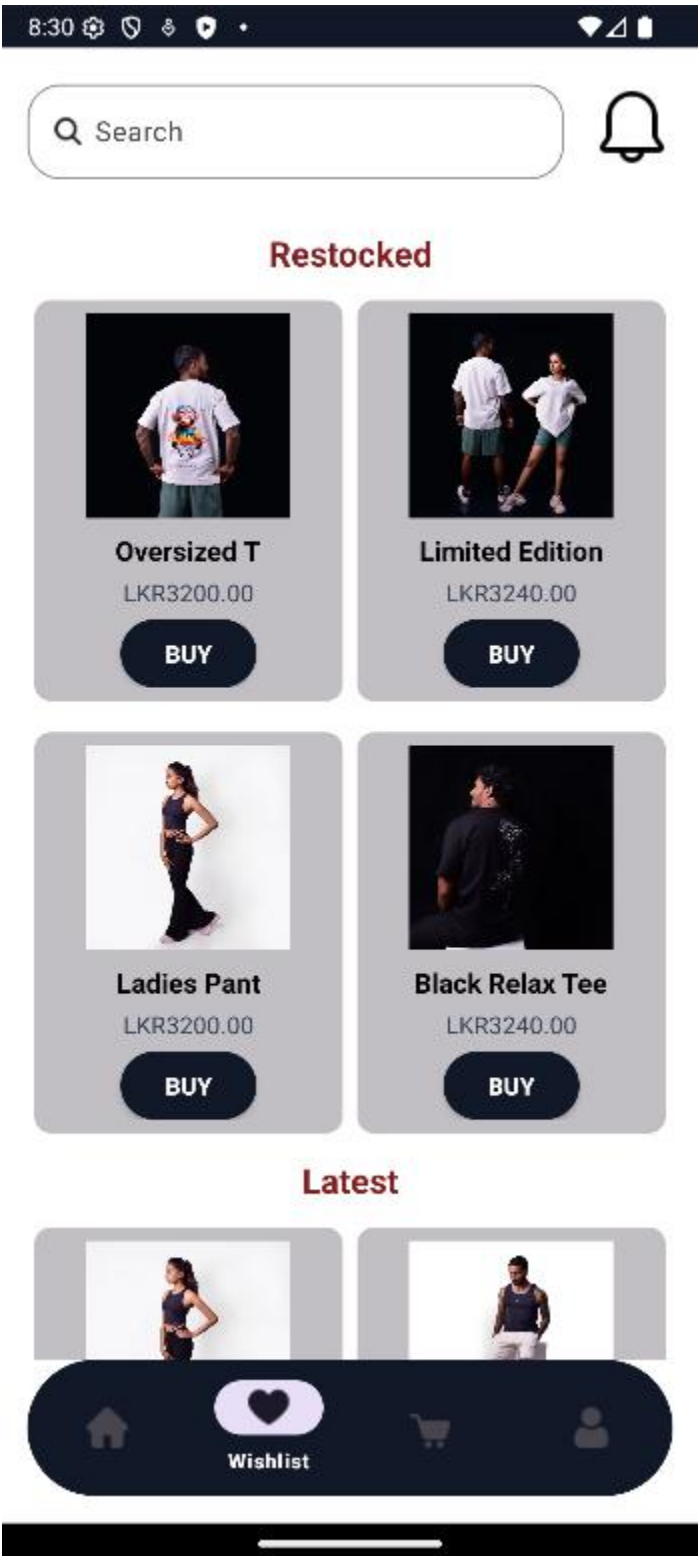 8:30
Search
Restocked
Oversized T
Limited Edition
LKR3200.00
LKR3240.00
BUY
BUY
Ladies Pant
Black Relax Tee
LKR3200.00
LKR3240.00
BUY
BUY
Latest
Wishlist